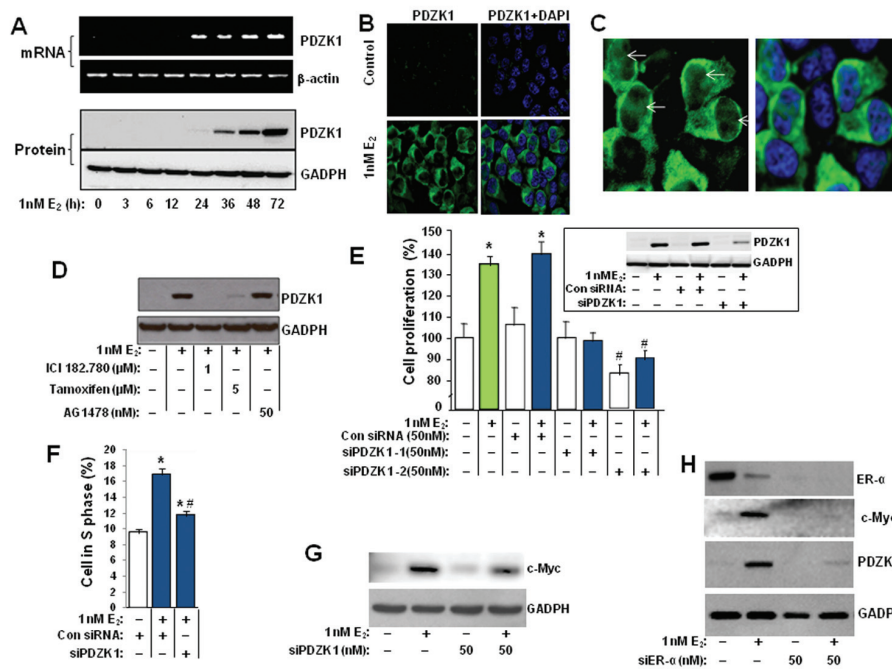 A
mRNA
PDZK1
β-actin
Protein
PDZK1
GADPH
1nM E2 (h): 0 3 6 12 24 36 48 72
B
PDZK1 PDZK1+DAPI
Control
1nM E2
C
D
PDZK1
GADPH
1nM E2 – + + + +
ICI 182.780 (µM) – – 1 – –
Tamoxifen (µM) – – – 5 –
AG1478 (nM) – – – – 50
E
Cell proliferation (%)
140
130
120
110
100
90
80
0
* * # #
1nM E2: – + – + – + – +
Con siRNA (50nM) – – + + – – – –
siPDZK1-1(50nM) – – – – + + – –
siPDZK1-2(50nM) – – – – – – + +
PDZK1
GADPH
1nM E2: – + – + – +
Con siRNA: – – + + – –
siPDZK1: – – – – + +
F
Cell in S phase (%)
20
18
16
14
12
10
8
6
4
2
0
* * #
1nM E2: – + +
Con siRNA: + + –
siPDZK1: – – +
G
c-Myc
GADPH
1nM E2: – + – +
siPDZK1 (nM) – – 50 50
H
ER-α
c-Myc
PDZK
GADP
1nM E2 – + – +
siER-α (nM) – – 50 50